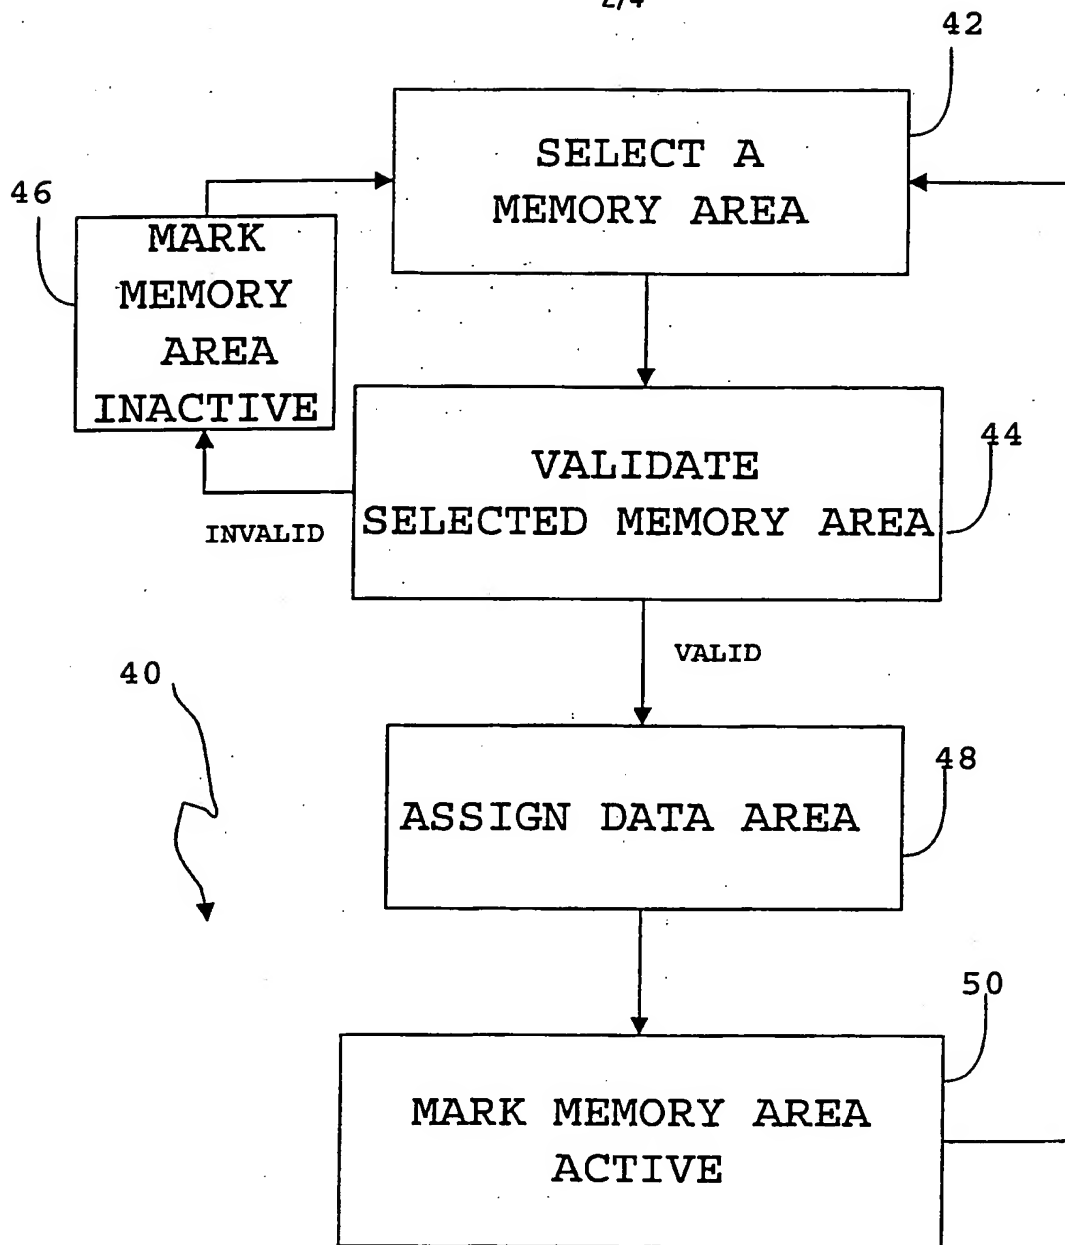 2/4
42
SELECT A
MEMORY AREA
46
MARK
MEMORY
AREA
INACTIVE
44
VALIDATE
SELECTED MEMORY AREA
INVALID
VALID
40
48
ASSIGN DATA AREA
50
MARK MEMORY AREA
ACTIVE